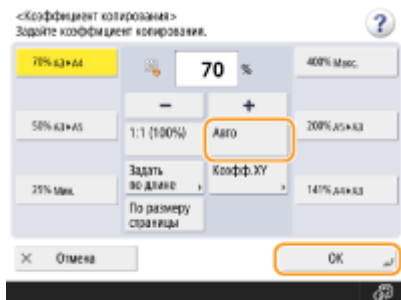 <Коэффициент копирования>
Задайте коэффициент копирования.
?
70% A3►A4
70 %
400% Макс.
− +
50% A3►A5
1:1 (100%)
Авто
200% A5►A3
Задать по длине
Коэфф.XY
25% Мин.
141% A4►A3
По размеру страницы
× Отмена
OK